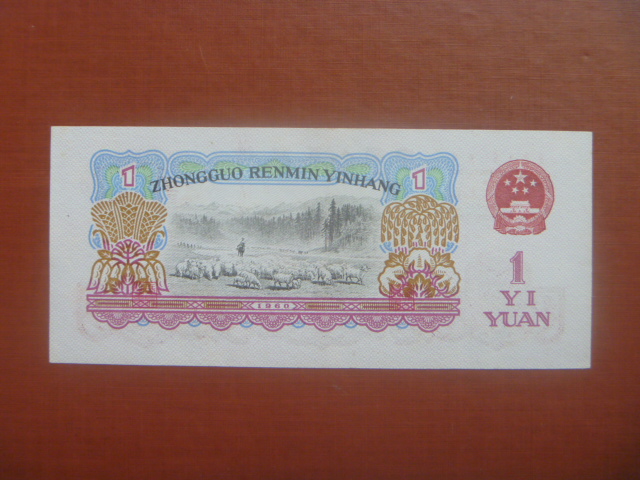 ZHONGGUO RENMIN YINHANG
1
1
1960
1
YI
YUAN